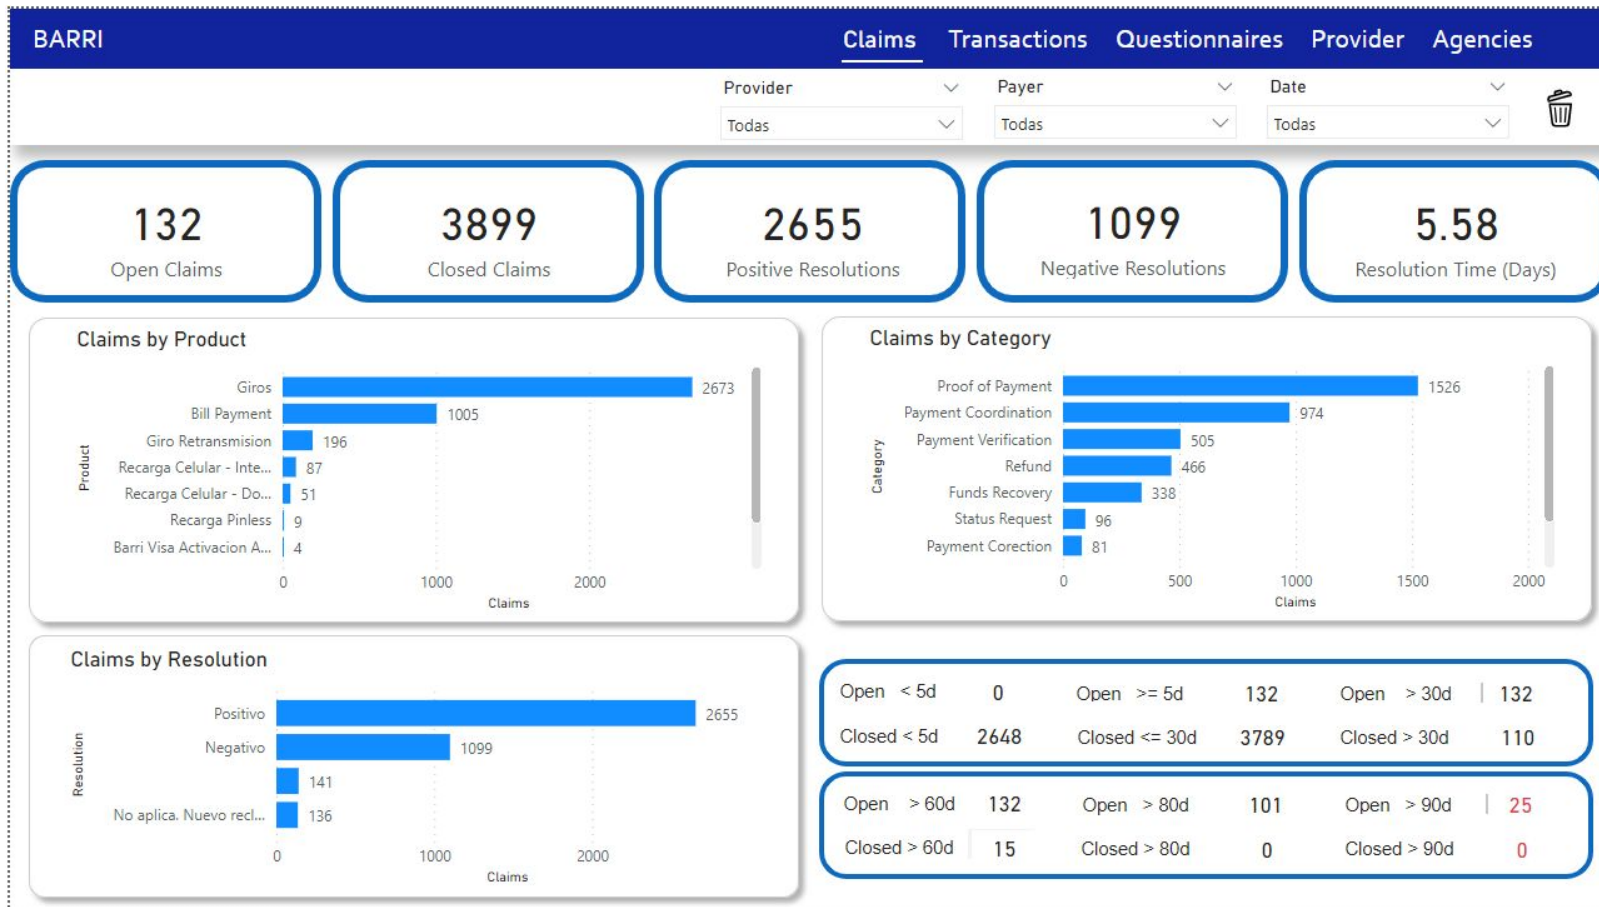 BARRI Claims Transactions Questionnaires Provider Agencies
Provider Payer Date
Todas Todas Todas
132 3899 2655 1099 5.58
Open Claims Closed Claims Positive Resolutions Negative Resolutions Resolution Time (Days)
Claims by Product
Product
Giros 2673
Bill Payment 1005
Giro Retransmision 196
Recarga Celular - Inte... 87
Recarga Celular - Do... 51
Recarga Pinless 9
Barri Visa Activacion A... 4
0 1000 2000
Claims
Claims by Category
Category
Proof of Payment 1526
Payment Coordination 974
Payment Verification 505
Refund 466
Funds Recovery 338
Status Request 96
Payment Corection 81
0 500 1000 1500 2000
Claims
Claims by Resolution
Resolution
Positivo 2655
Negativo 1099
141
No aplica. Nuevo recl... 136
0 1000 2000
Claims
Open < 5d 0 Open >= 5d 132 Open > 30d 132
Closed < 5d 2648 Closed <= 30d 3789 Closed > 30d 110
Open > 60d 132 Open > 80d 101 Open > 90d 25
Closed > 60d 15 Closed > 80d 0 Closed > 90d 0